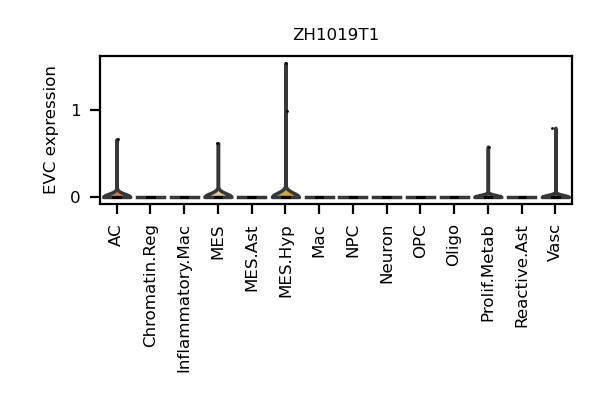 ZH1019T1
EVC expression
1
0
AC
Chromatin.Reg
Inflammatory.Mac
MES
MES.Ast
MES.Hyp
Mac
NPC
Neuron
OPC
Oligo
Prolif.Metab
Reactive.Ast
Vasc